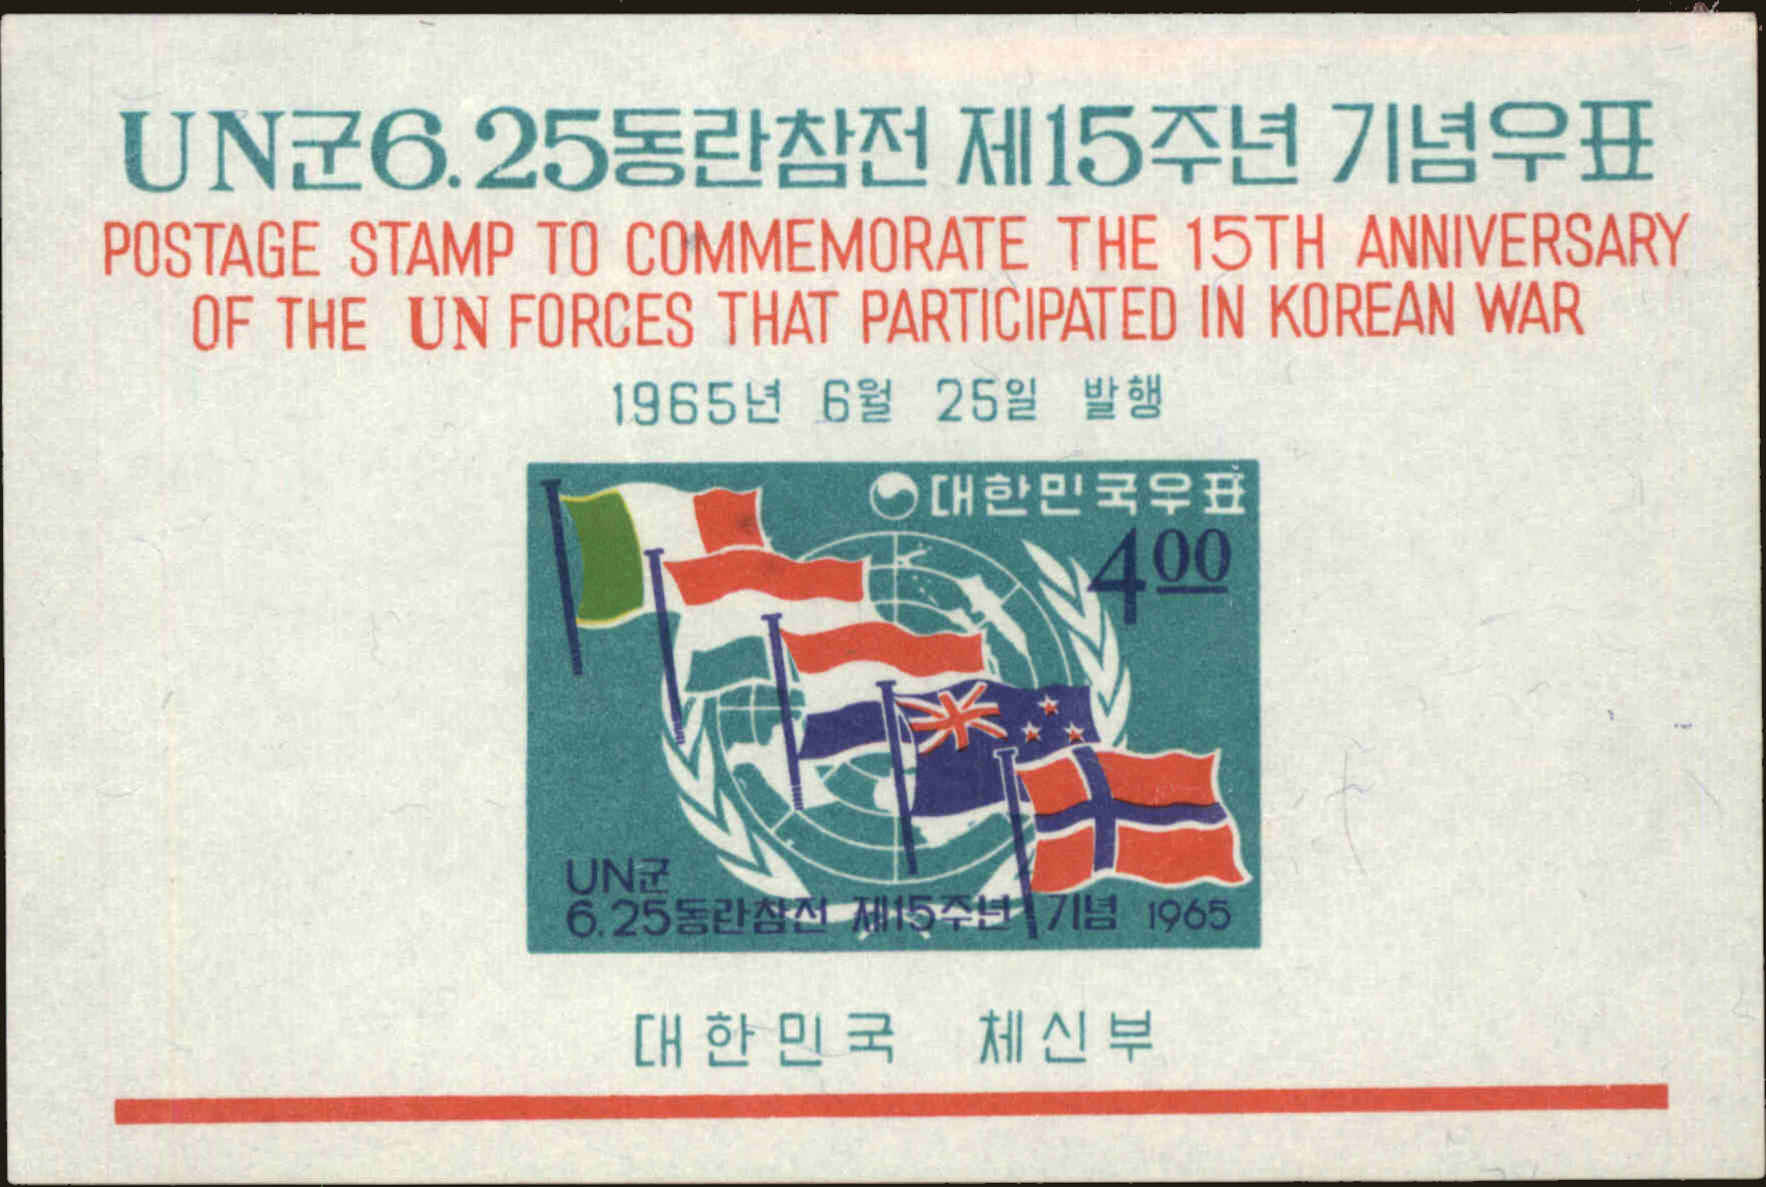 UN군6.25동란참전 제15주년 기념우표
POSTAGE STAMP TO COMMEMORATE THE 15TH ANNIVERSARY
OF THE UN FORCES THAT PARTICIPATED IN KOREAN WAR
1965년 6월 25일 발행
대한민국우표
4 00
UN군
6.25동란참전 제15주년 기념 1965
대한민국 체신부